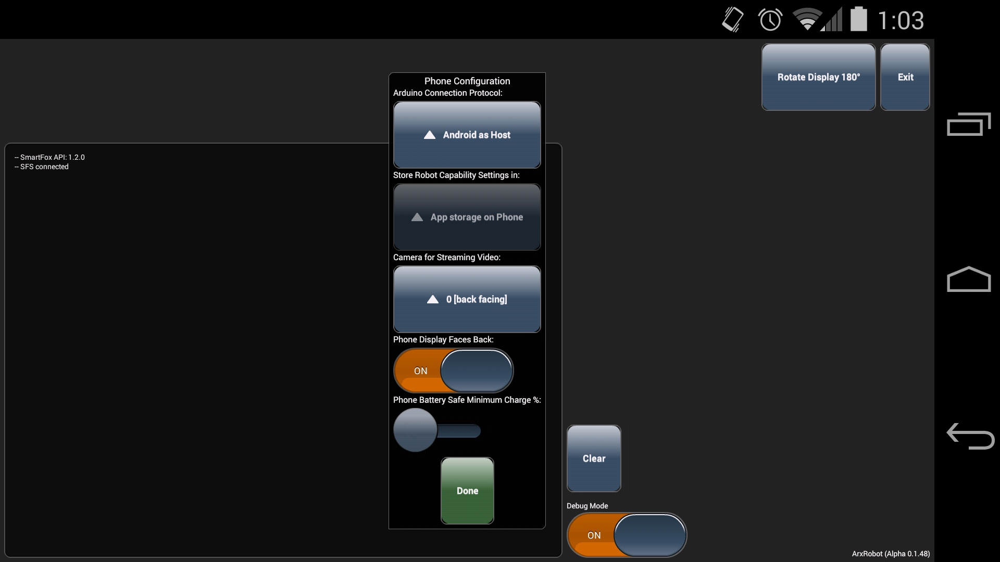 1:03
Rotate Display 180°
Exit
Phone Configuration
Arduino Connection Protocol:
Android as Host
-- SmartFox API: 1.2.0
-- SFS connected
Store Robot Capability Settings in:
App storage on Phone
Camera for Streaming Video:
0 [back facing]
Phone Display Faces Back:
ON
Phone Battery Safe Minimum Charge %:
Done
Clear
Debug Mode
ON
ArxRobot (Alpha 0.1.48)